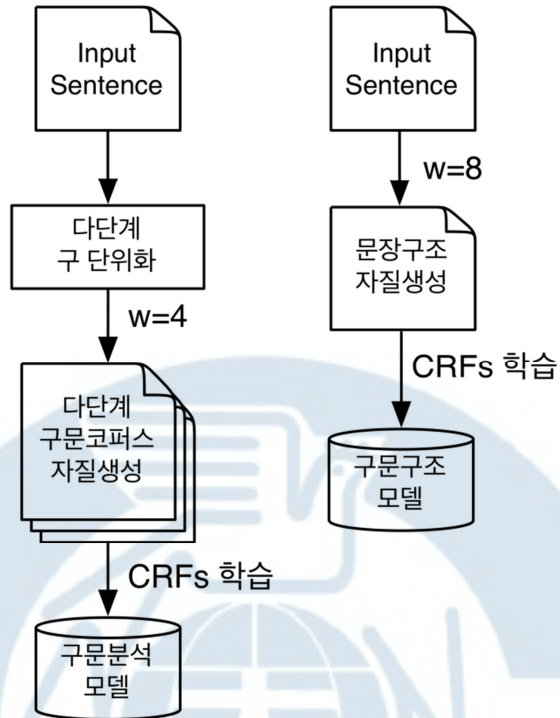 Input
Sentence
다단계
구 단위화
w=4
다단계
구문코퍼스
자질생성
CRFs 학습
구문분석
모델
Input
Sentence
w=8
문장구조
자질생성
CRFs 학습
구문구조
모델